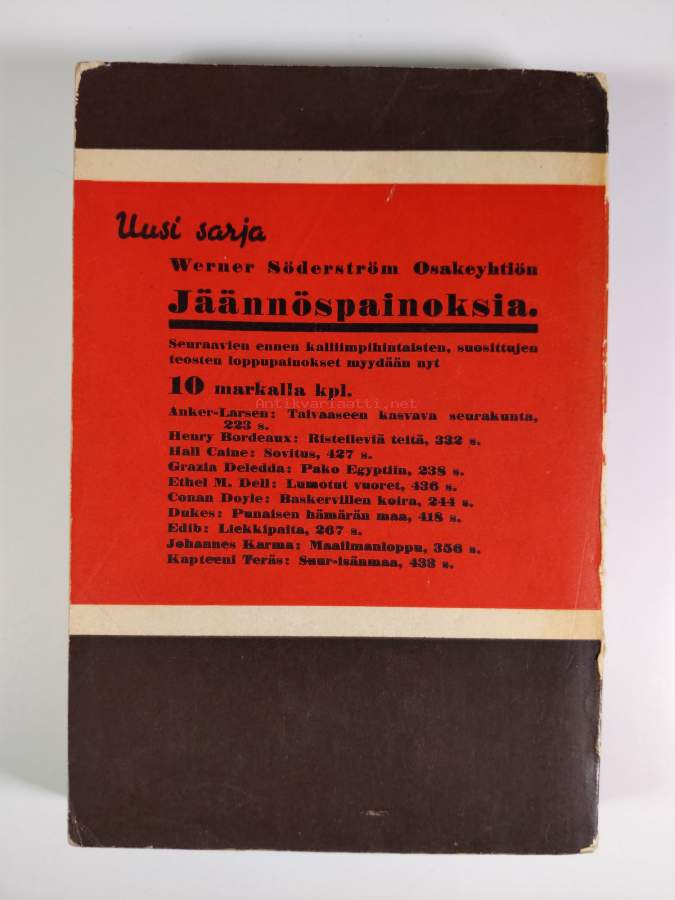 Uusi sarja
Werner Söderström Osakeyhtiön
Jäännöspainoksia.
Seuraavien ennen kalliimpihintaisten, suosittujen
teosten loppupainokset myydään nyt
10 markalla kpl.
Antikvariaatti.net
Anker-Larsen: Taivaaseen kasvava seurakunta,
223 s.
Henry Bordeaux: Risteileviä teitä, 332 s.
Hall Caine: Sovitus, 427 s.
Grazia Deledda: Pako Egyptiin, 238 s.
Ethel M. Dell: Lumotut vuoret, 436 s.
Conan Doyle: Baskervillen koira, 244 s.
Dukes: Punaisen hämärän maa, 418 s.
Edib: Liekkipaita, 267 s.
Johannes Karma: Maailmanloppu, 356 s.
Kapteeni Teräs: Suur-isänmaa, 438 s.